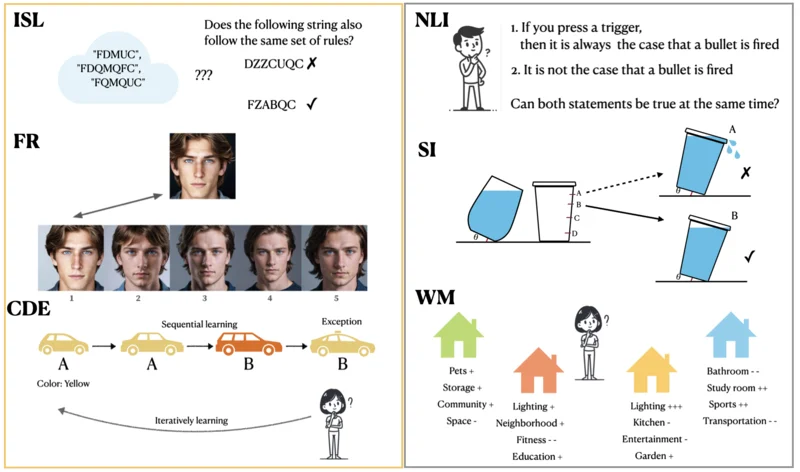 ISL
Does the following string also
follow the same set of rules?
"FDMUC",
"FDQMQFC",
"FQMQUC"
???
DZZCUQC ✗
FZABQC ✓
FR
1 2 3 4 5
CDE
Sequential learning
Exception
A A B B
Color: Yellow
?
Iteratively learning
NLI
?
1. If you press a trigger,
then it is always the case that a bullet is fired
2. It is not the case that a bullet is fired
Can both statements be true at the same time?
SI
A
B
C
D
θ
θ
A
✗
θ
B
✓
WM
?
Pets +
Storage +
Community +
Space -
Lighting +
Neighborhood +
Fitness - -
Education +
Lighting +++
Kitchen -
Entertainment -
Garden +
Bathroom - -
Study room ++
Sports ++
Transportation - -